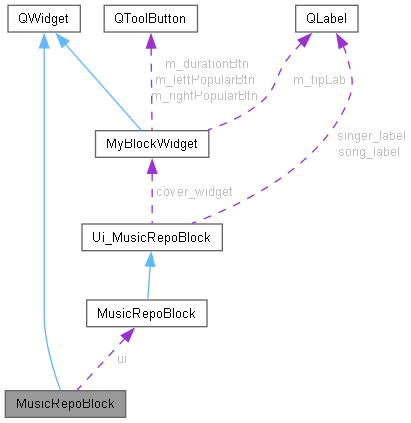 QWidget
QToolButton
QLabel
m_durationBtn
m_leftPopularBtn
m_rightPopularBtn
m_tipLab
MyBlockWidget
singer_label
song_label
cover_widget
Ui_MusicRepoBlock
MusicRepoBlock
ui
MusicRepoBlock